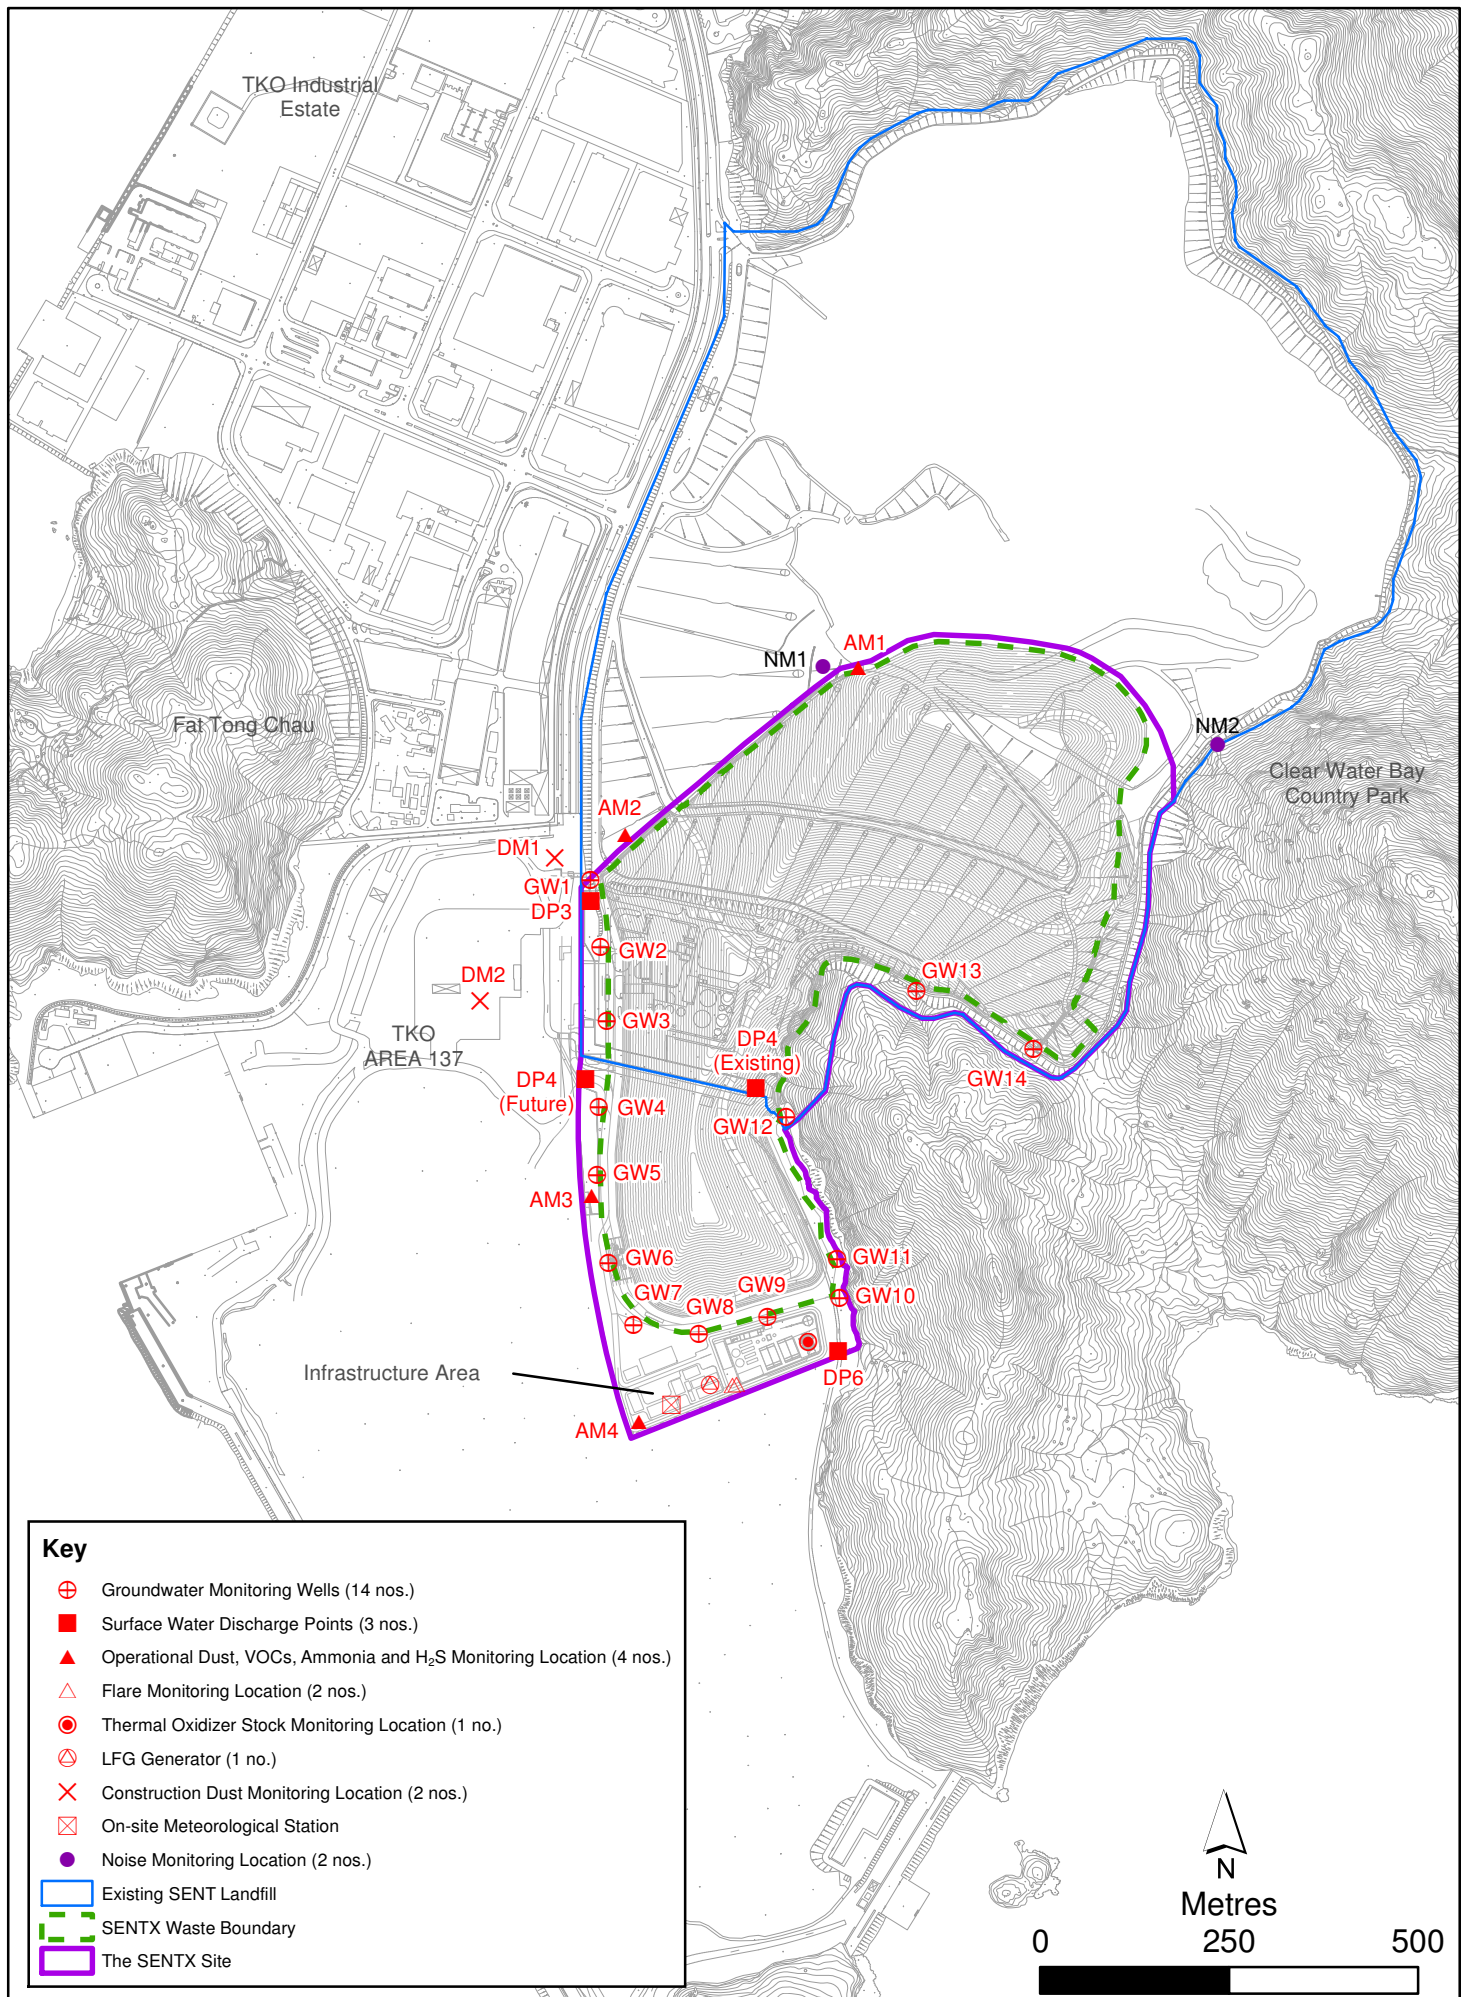 TKO Industrial
Estate
NM1
AM1
NM2
Fat Tong Chau
Clear Water Bay
Country Park
AM2
DM1
GW1
DP3
GW2
GW13
DM2
GW3
TKO
AREA 137
DP4
(Existing)
GW14
DP4
(Future)
GW4
GW12
GW5
AM3
GW6
GW11
GW7
GW9
GW10
GW8
Infrastructure Area
DP6
AM4
Key
Groundwater Monitoring Wells (14 nos.)
Surface Water Discharge Points (3 nos.)
Operational Dust, VOCs, Ammonia and H₂S Monitoring Location (4 nos.)
Flare Monitoring Location (2 nos.)
Thermal Oxidizer Stock Monitoring Location (1 no.)
LFG Generator (1 no.)
Construction Dust Monitoring Location (2 nos.)
On-site Meteorological Station
Noise Monitoring Location (2 nos.)
Existing SENT Landfill
SENTX Waste Boundary
The SENTX Site
N
Metres
0 250 500